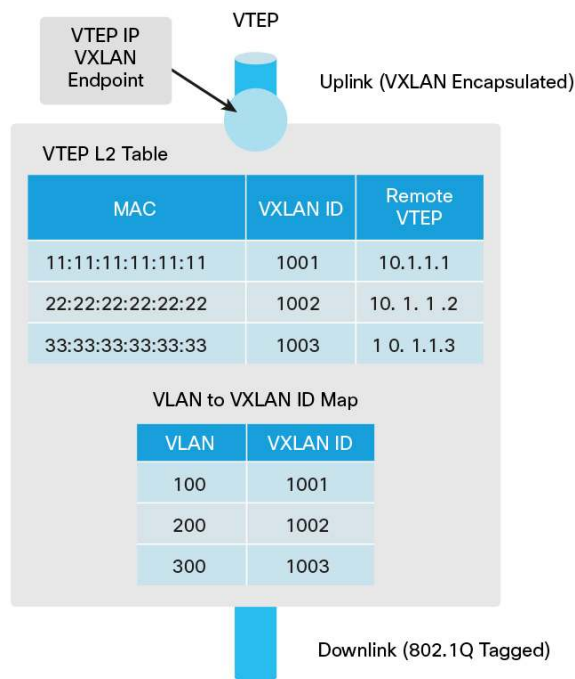 VTEP
VTEP IP
VXLAN
Endpoint
Uplink (VXLAN Encapsulated)
VTEP L2 Table
MAC VXLAN ID Remote VTEP
11:11:11:11:11:11 1001 10.1.1.1
22:22:22:22:22:22 1002 10. 1. 1 .2
33:33:33:33:33:33 1003 1 0. 1.1.3
VLAN to VXLAN ID Map
VLAN VXLAN ID
100 1001
200 1002
300 1003
Downlink (802.1Q Tagged)